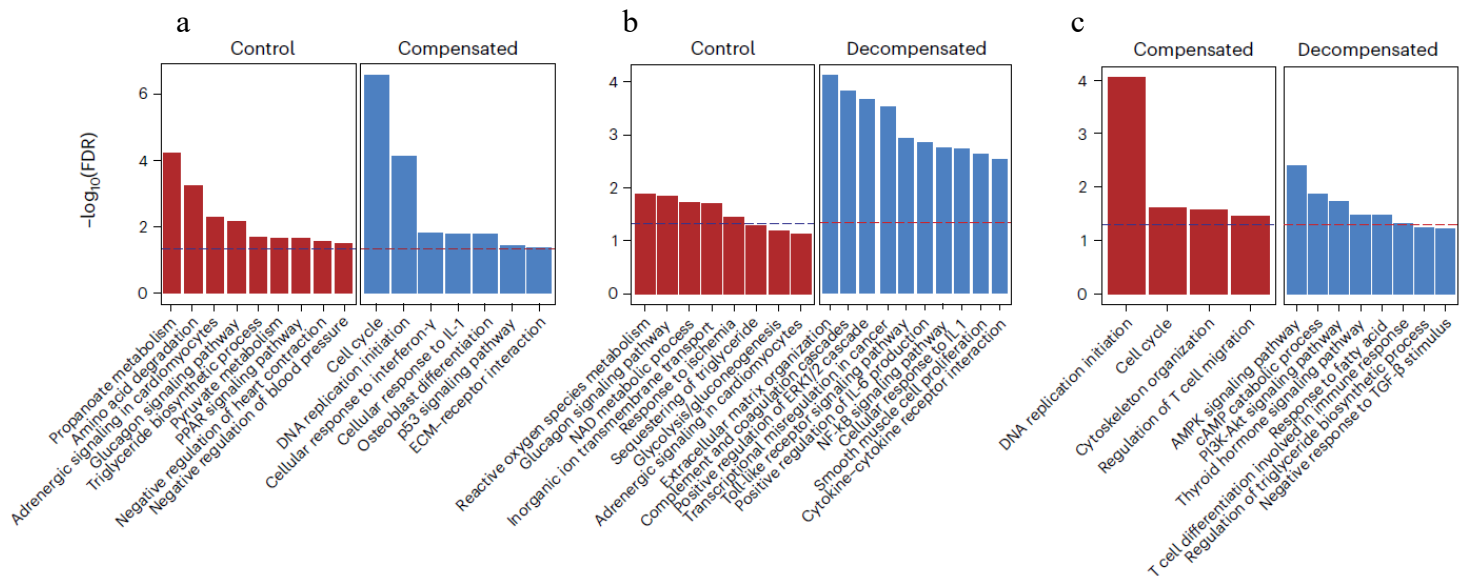 a
Control
Compensated
−log₁₀(FDR)
6
4
2
0
Propanoate metabolism
Amino acid degradation
Adrenergic signaling in cardiomyocytes
Glucagon signaling pathway
Triglyceride biosynthetic process
Pyruvate metabolism
PPAR signaling pathway
Negative regulation of heart contraction
Negative regulation of blood pressure
Cell cycle
DNA replication initiation
Cellular response to interferon-γ
Cellular response to IL-1
Osteoblast differentiation
p53 signaling pathway
ECM–receptor interaction
b
Control
Decompensated
4
3
2
1
0
Reactive oxygen species metabolism
Glucagon signaling pathway
NAD metabolic process
Inorganic ion transmembrane transport
Response to ischemia
Sequestering of triglyceride
Glycolysis/gluconeogenesis
Adrenergic signaling in cardiomyocytes
Extracellular matrix organization
Complement and coagulation cascades
Positive regulation of ERK1/2 cascade
Transcriptional misregulation in cancer
Toll-like receptor signaling pathway
Positive regulation of IL-6 production
NF-kB signaling pathway
Cellular response to IL 1
Smooth muscle cell proliferation
Cytokine–cytokine receptor interaction
c
Compensated
Decompensated
4
3
2
1
0
DNA replication initiation
Cell cycle
Cytoskeleton organization
Regulation of T cell migration
AMPK signaling pathway
cAMP catabolic process
PI3K-Akt signaling pathway
Thyroid hormone signaling pathway
Response to fatty acid
T cell differentiation involved in immune response
Regulation of triglyceride biosynthetic process
Negative response to TGF-β stimulus